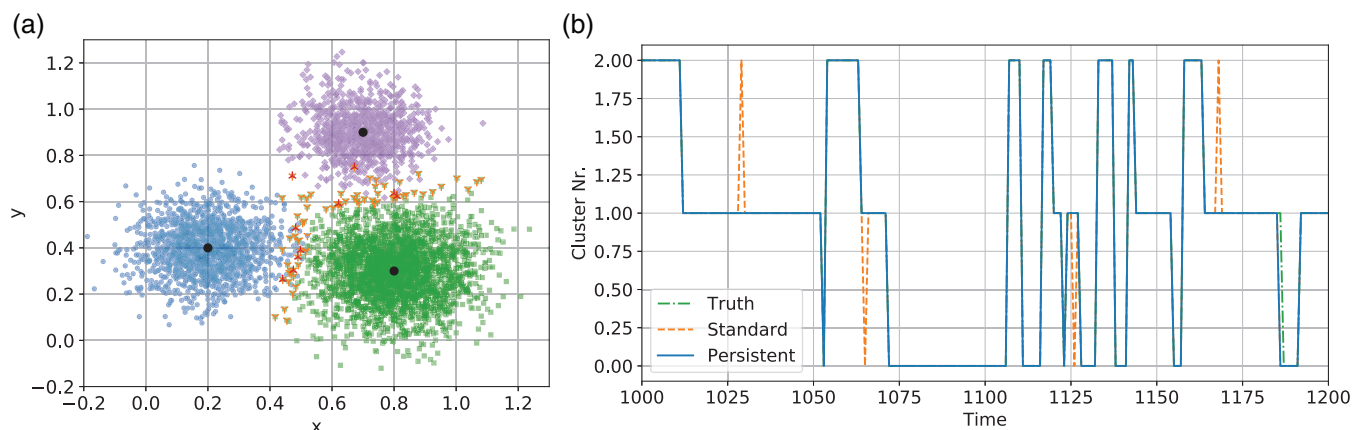 (a)
1.2
1.0
0.8
0.6
0.4
0.2
0.0
−0.2
y
−0.2 0.0 0.2 0.4 0.6 0.8 1.0 1.2
x
(b)
2.00
1.75
1.50
1.25
1.00
0.75
0.50
0.25
0.00
Cluster Nr.
Truth
Standard
Persistent
1000 1025 1050 1075 1100 1125 1150 1175 1200
Time